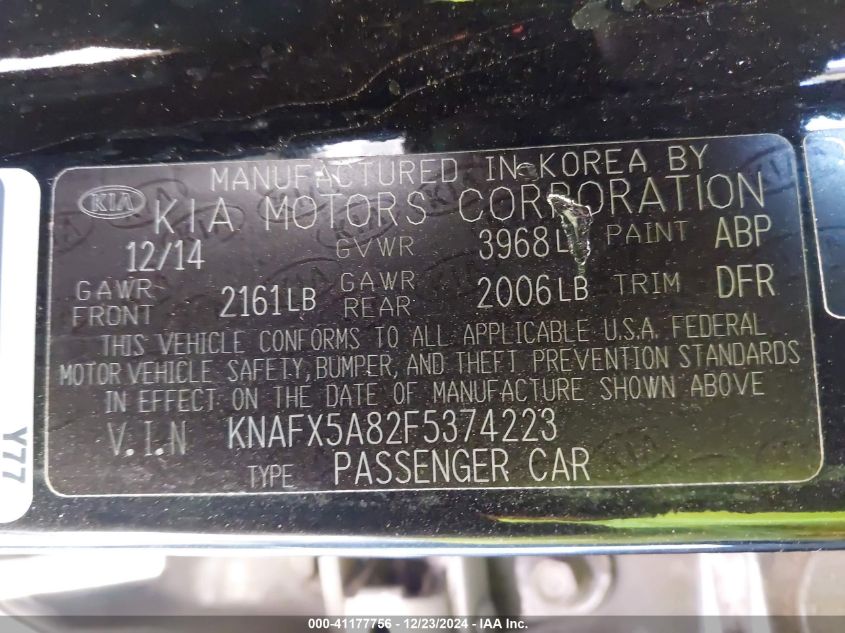 MANUFACTURED IN KOREA BY
KIA KIA MOTORS CORPORATION
12/14 GVWR 3968L PAINT ABP
GAWR FRONT 2161LB GAWR REAR 2006LB TRIM DFR
THIS VEHICLE CONFORMS TO ALL APPLICABLE U.S.A. FEDERAL
MOTOR VEHICLE SAFETY, BUMPER, AND THEFT PREVENTION STANDARDS
IN EFFECT ON THE DATE OF MANUFACTURE SHOWN ABOVE
V.I.N KNAFX5A82F5374223
TYPE PASSENGER CAR
Y77
000-41177756 - 12/23/2024 - IAA Inc.